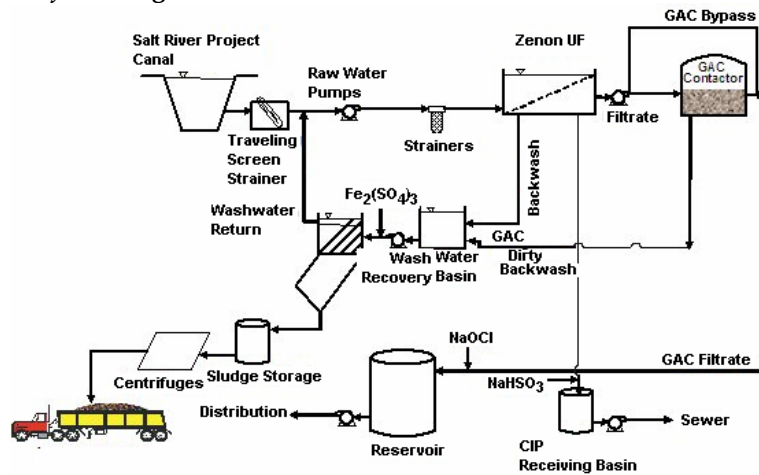 Salt River Project
Canal
Zenon UF
GAC Bypass
GAC
Contactor
Raw Water
Pumps
Filtrate
Strainers
Traveling
Screen
Strainer
Backwash
Fe2(SO4)3
Washwater
Return
GAC
Dirty
Backwash
Wash Water
Recovery Basin
NaOCl
GAC Filtrate
NaHSO3
Centrifuges
Sludge Storage
Distribution
Sewer
Reservoir
CIP
Receiving Basin